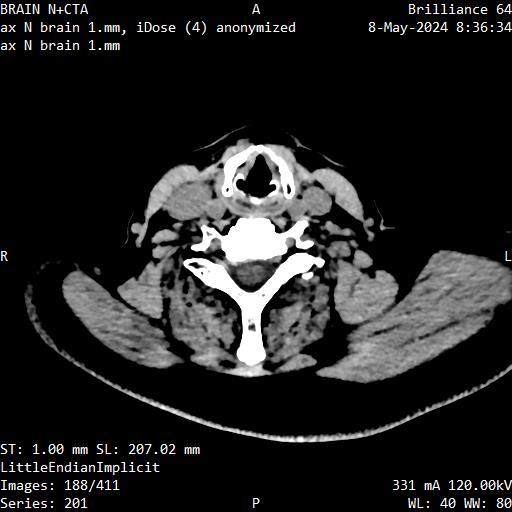 BRAIN N+CTA
A
Brilliance 64
ax N brain 1.mm, iDose (4) anonymized
8-May-2024 8:36:34
ax N brain 1.mm
R
L
ST: 1.00 mm SL: 207.02 mm
LittleEndianImplicit
Images: 188/411
331 mA 120.00kV
Series: 201
P
WL: 40 WW: 80